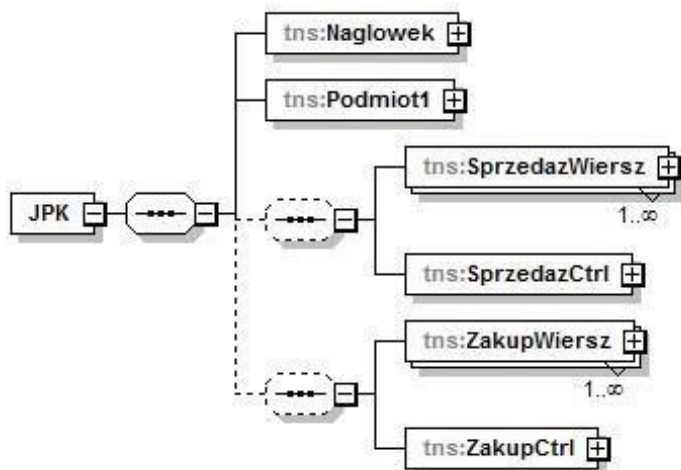 tns:Naglowek
tns:Podmiot1
tns:SprzedazWiersz
JPK
1..∞
tns:SprzedazCtrl
tns:ZakupWiersz
1..∞
tns:ZakupCtrl